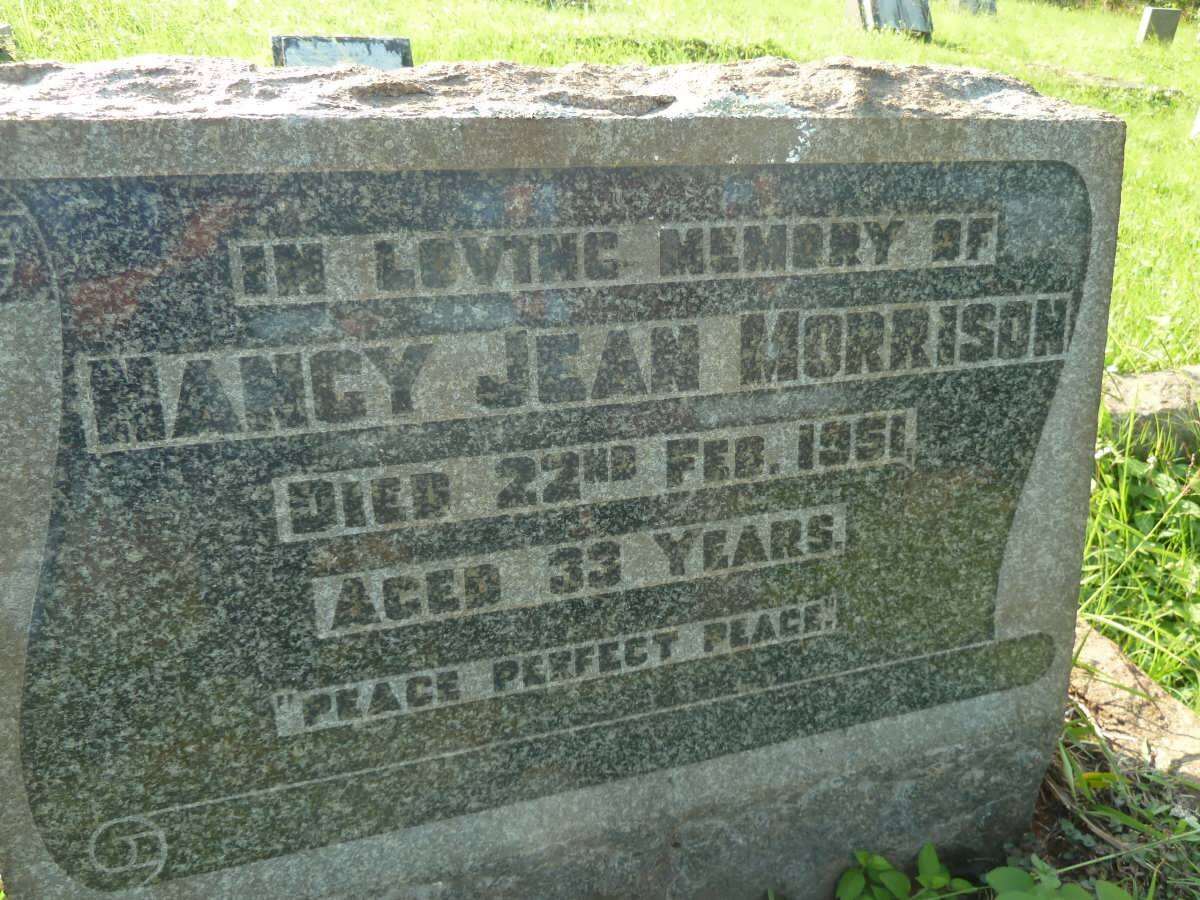 IN LOVING MEMORY OF
NANCY JEAN MORRISON
DIED 22ND FEB. 1951,
AGED 33 YEARS.
"PEACE PERFECT PEACE."